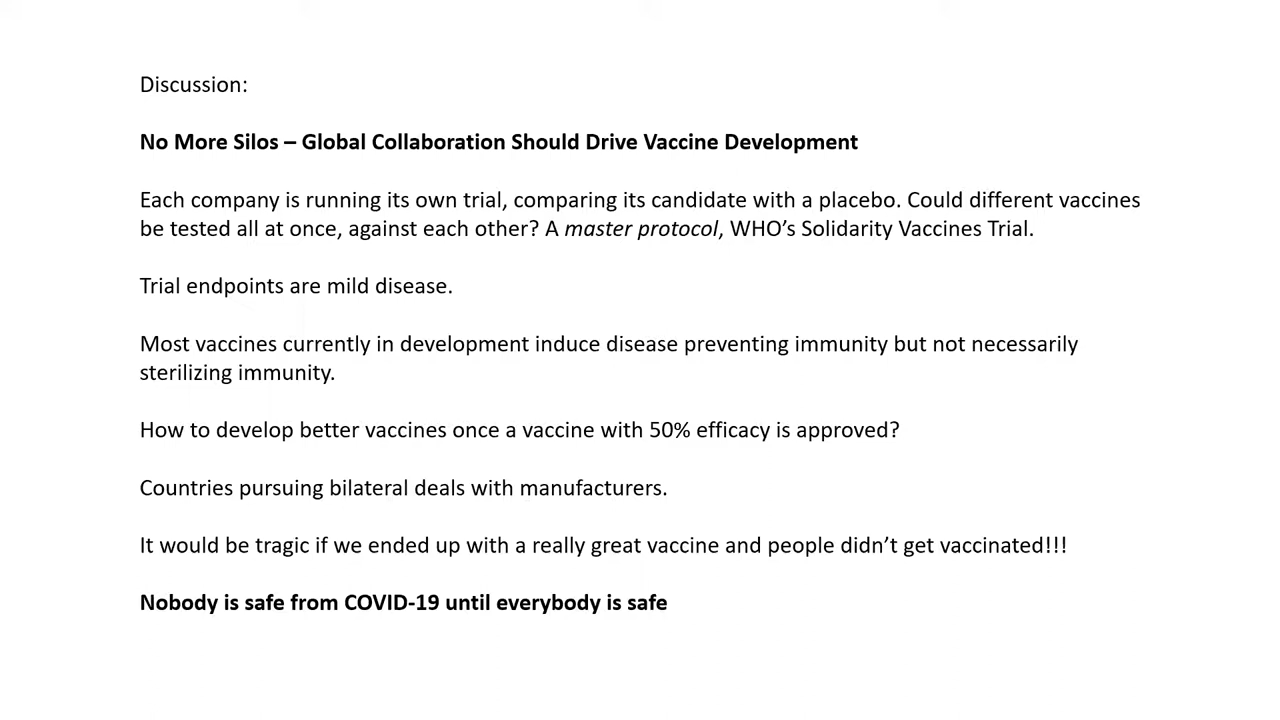 Discussion:
No More Silos – Global Collaboration Should Drive Vaccine Development
Each company is running its own trial, comparing its candidate with a placebo. Could different vaccines
be tested all at once, against each other? A master protocol, WHO’s Solidarity Vaccines Trial.
Trial endpoints are mild disease.
Most vaccines currently in development induce disease preventing immunity but not necessarily
sterilizing immunity.
How to develop better vaccines once a vaccine with 50% efficacy is approved?
Countries pursuing bilateral deals with manufacturers.
It would be tragic if we ended up with a really great vaccine and people didn’t get vaccinated!!!
Nobody is safe from COVID-19 until everybody is safe